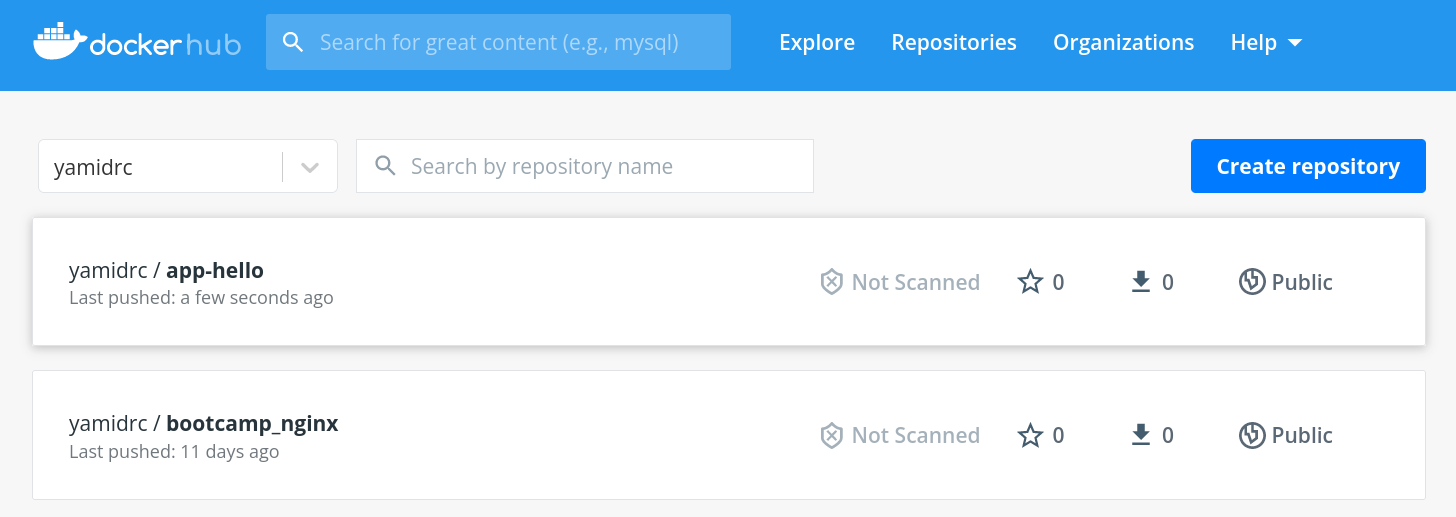 docker hub Search for great content (e.g., mysql) Explore Repositories Organizations Help
yamidrc Search by repository name Create repository
yamidrc / app-hello
Last pushed: a few seconds ago
Not Scanned 0 0 Public
yamidrc / bootcamp_nginx
Last pushed: 11 days ago
Not Scanned 0 0 Public